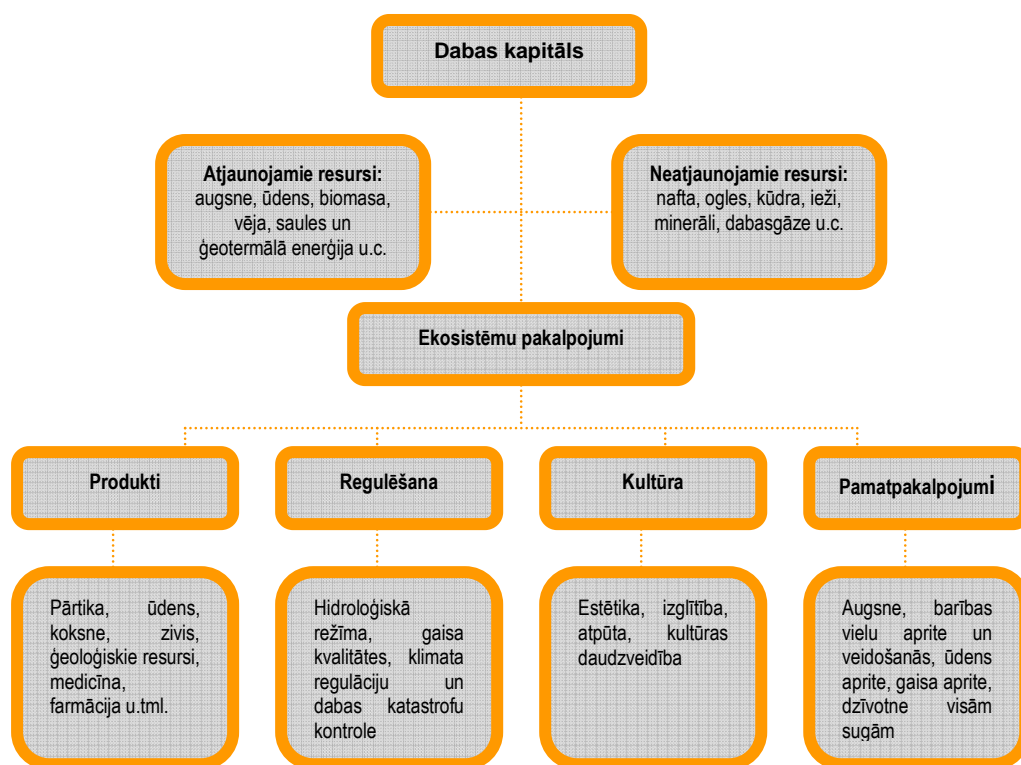 Dabas kapitāls
Atjaunojamie resursi:
augsne, ūdens, biomasa,
vēja, saules un
ģeotermālā enerģija u.c.
Neatjaunojamie resursi:
nafta, ogles, kūdra, ieži,
minerāli, dabasgāze u.c.
Ekosistēmu pakalpojumi
Produkti
Regulēšana
Kultūra
Pamatpakalpojumi
Pārtika, ūdens,
koksne, zivis,
ģeoloģiskie resursi,
medicīna,
farmācija u.tml.
Hidroloģiskā
režīma, gaisa
kvalitātes, klimata
regulāciju un
dabas katastrofu
kontrole
Estētika, izglītība,
atpūta, kultūras
daudzveidība
Augsne, barības
vielu aprite un
veidošanās, ūdens
aprite, gaisa aprite,
dzīvotne visām
sugām